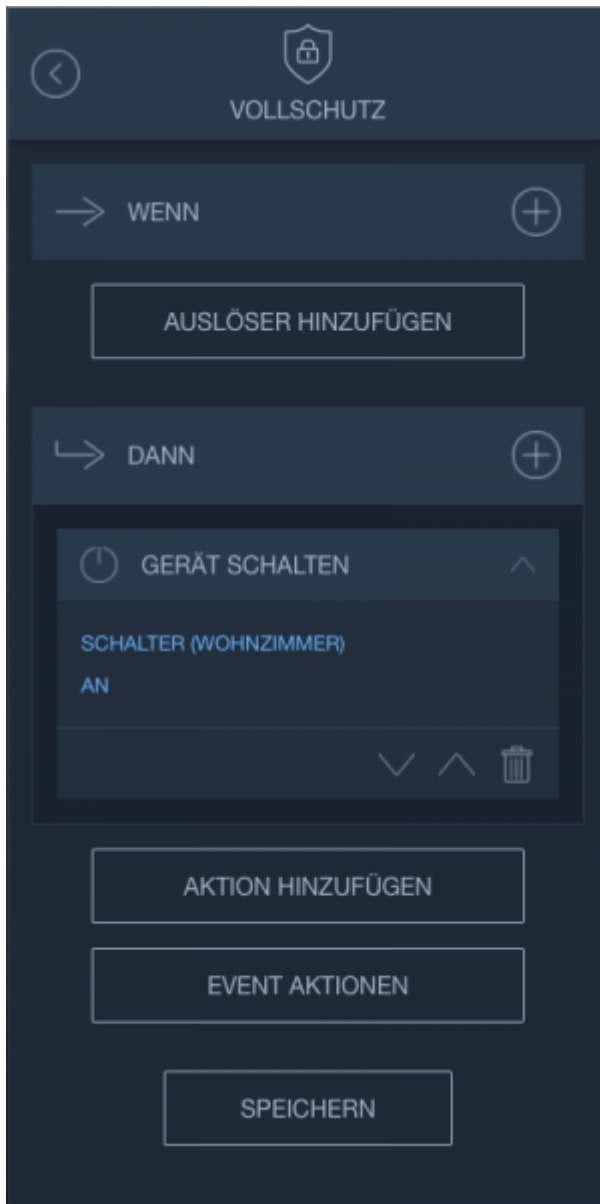 VOLLSCHUTZ
WENN
AUSLÖSER HINZUFÜGEN
DANN
GERÄT SCHALTEN
SCHALTER (WOHNZIMMER)
AN
AKTION HINZUFÜGEN
EVENT AKTIONEN
SPEICHERN